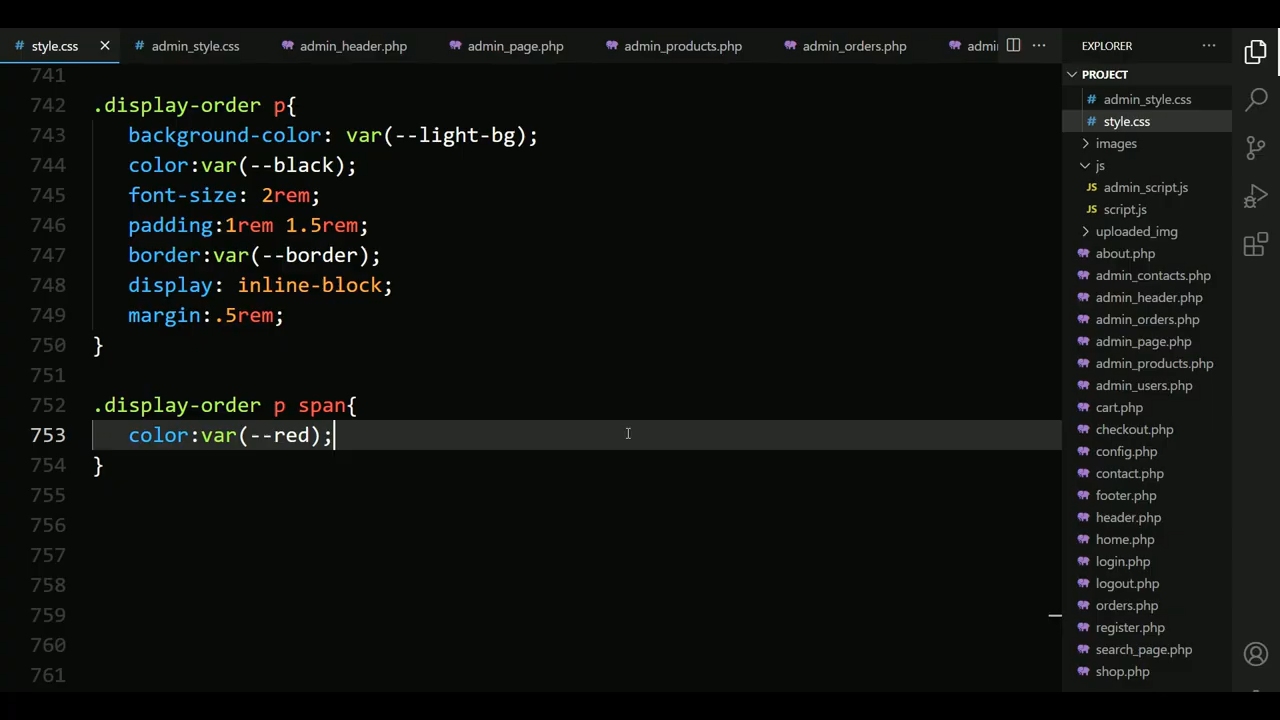 style.css
admin_style.css
admin_header.php
admin_page.php
admin_products.php
admin_orders.php
EXPLORER
741
742 .display-order p{
743 background-color: var(--light-bg);
744 color:var(--black);
745 font-size: 2rem;
746 padding:1rem 1.5rem;
747 border:var(--border);
748 display: inline-block;
749 margin:.5rem;
750 }
751
752 .display-order p span{
753 color:var(--red);
754 }
755
756
757
758
759
760
761
PROJECT
admin_style.css
style.css
images
js
JS admin_script.js
JS script.js
uploaded_img
about.php
admin_contacts.php
admin_header.php
admin_orders.php
admin_page.php
admin_products.php
admin_users.php
cart.php
checkout.php
config.php
contact.php
footer.php
header.php
home.php
login.php
logout.php
orders.php
register.php
search_page.php
shop.php